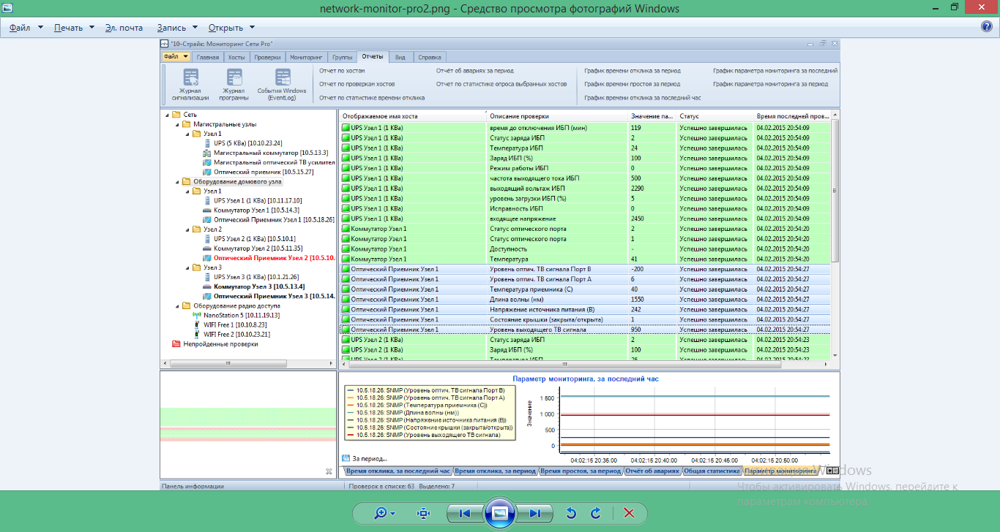 network-monitor-pro2.png - Средство просмотра фотографий Windows
Файл Печать Эл. почта Запись Открыть
"10-Страйк: Мониторинг Сети Pro"
Файл Главная Хосты Проверки Мониторинг Группы Отчеты Вид Справка
Журнал сигнализации
Журнал программы
События Windows (EventLog)
Отчет по хостам
Отчет по проверкам хостов
Отчет по статистике времени отклика
Отчёт об авариях за период
Отчет по статистике опроса выбранных хостов
График времени отклика за период
График времени простоя за период
График времени отклика за последний час
График параметра мониторинга за последний
График параметра мониторинга за период
Сеть
Магистральные узлы
Узел 1
UPS (5 КВа) [10.10.23.24]
Магистральный коммутатор [10.5.13.3]
Магистральный оптический ТВ усилител
Оптический приемник [10.5.15.27]
Оборудование домового узла
Узел 1
UPS Узел 1 (1 КВа) [10.11.17.10]
Коммутатор Узел 1 [10.5.14.3]
Оптический Приемник Узел 1 [10.5.18.26]
Узел 2
UPS Узел 2 (1 КВа) [10.5.10.1]
Коммутатор Узел 2 [10.5.11.35]
Оптический Приемник Узел 2 [10.5.10.
Узел 3
UPS Узел 3 (1 КВа) [10.1.21.26]
Коммутатор Узел 3 [10.5.13.4]
Оптический Приемник Узел 3 [10.5.14.
Оборудование радио доступа
NanoStation 5 [10.11.19.13]
WIFI Free 1 [10.10.8.23]
WIFI Free 2 [10.10.23.21]
Непройденные проверки
Отображаемое имя хоста Описание проверки Значение па... Статус Время последней пров...
UPS Узел 1 (1 КВа) время до отключения ИБП (мин) 119 Успешно завершилась 04.02.2015 20:54:09
UPS Узел 1 (1 КВа) Статус заряда ИБП 2 Успешно завершилась 04.02.2015 20:54:09
UPS Узел 1 (1 КВа) Температура ИБП 24 Успешно завершилась 04.02.2015 20:54:09
UPS Узел 1 (1 КВа) Заряд ИБП (%) 100 Успешно завершилась 04.02.2015 20:54:09
UPS Узел 1 (1 КВа) Режим работы ИБП 0 Успешно завершилась 04.02.2015 20:54:09
UPS Узел 1 (1 КВа) частота выходящего тока ИБП 500 Успешно завершилась 04.02.2015 20:54:09
UPS Узел 1 (1 КВа) выходящий вольтаж ИБП 2290 Успешно завершилась 04.02.2015 20:54:09
UPS Узел 1 (1 КВа) уровень загрузки ИБП (%) 5 Успешно завершилась 04.02.2015 20:54:09
UPS Узел 1 (1 КВа) Исправность ИБП 0 Успешно завершилась 04.02.2015 20:54:09
UPS Узел 1 (1 КВа) входящее напряжение 2450 Успешно завершилась 04.02.2015 20:54:09
Коммутатор Узел 1 Статус оптического порта 2 Успешно завершилась 04.02.2015 20:54:20
Коммутатор Узел 1 Статус оптического порта 1 Успешно завершилась 04.02.2015 20:54:20
Коммутатор Узел 1 Доступность - Успешно завершилась 04.02.2015 20:54:20
Коммутатор Узел 1 Температура 41 Успешно завершилась 04.02.2015 20:54:20
Оптический Приемник Узел 1 Уровень оптич. ТВ сигнала Порт B -200 Успешно завершилась 04.02.2015 20:54:27
Оптический Приемник Узел 1 Уровень оптич. ТВ сигнала Порт А 6 Успешно завершилась 04.02.2015 20:54:27
Оптический Приемник Узел 1 Температура приемника (С) 40 Успешно завершилась 04.02.2015 20:54:27
Оптический Приемник Узел 1 Длина волны (нм) 1550 Успешно завершилась 04.02.2015 20:54:27
Оптический Приемник Узел 1 Напряжение источника питания (В) 242 Успешно завершилась 04.02.2015 20:54:27
Оптический Приемник Узел 1 Состояние крышки (закрыта/открыта) 1 Успешно завершилась 04.02.2015 20:54:27
Оптический Приемник Узел 1 Уровень выходящего ТВ сигнала 950 Успешно завершилась 04.02.2015 20:54:27
UPS Узел 2 (1 КВа) Статус заряда ИБП 2 Успешно завершилась 04.02.2015 20:54:23
UPS Узел 2 (1 КВа) Заряд ИБП (%) 100 Успешно завершилась 04.02.2015 20:54:23
UPS Узел 2 (1 КВа) Температура ИБП 26 Успешно завершилась 04.02.2015 20:54:23
Параметр мониторинга, за последний час
10.5.18.26: SNMP (Уровень оптич. ТВ сигнала Порт B)
10.5.18.26: SNMP (Уровень оптич. ТВ сигнала Порт А)
10.5.18.26: SNMP (Температура приемника (С))
10.5.18.26: SNMP (Длина волны (нм))
10.5.18.26: SNMP (Напряжение источника питания (В))
10.5.18.26: SNMP (Состояние крышки (закрыта/открыта))
10.5.18.26: SNMP (Уровень выходящего ТВ сигнала)
Значение
1 500
1 000
500
0
04:02:15 20:35:00 04:02:15 20:40:00 04:02:15 20:45:00 04:02:15 20:50:00
За период...
Время отклика, за последний час Время отклика, за период Время простоя, за период Отчёт об авариях Общая статистика Параметр мониторинга
Панель информации Проверок в списке: 63 Выделено: 7
Активация Windows
Чтобы активировать Windows, перейдите к
параметрам компьютера.